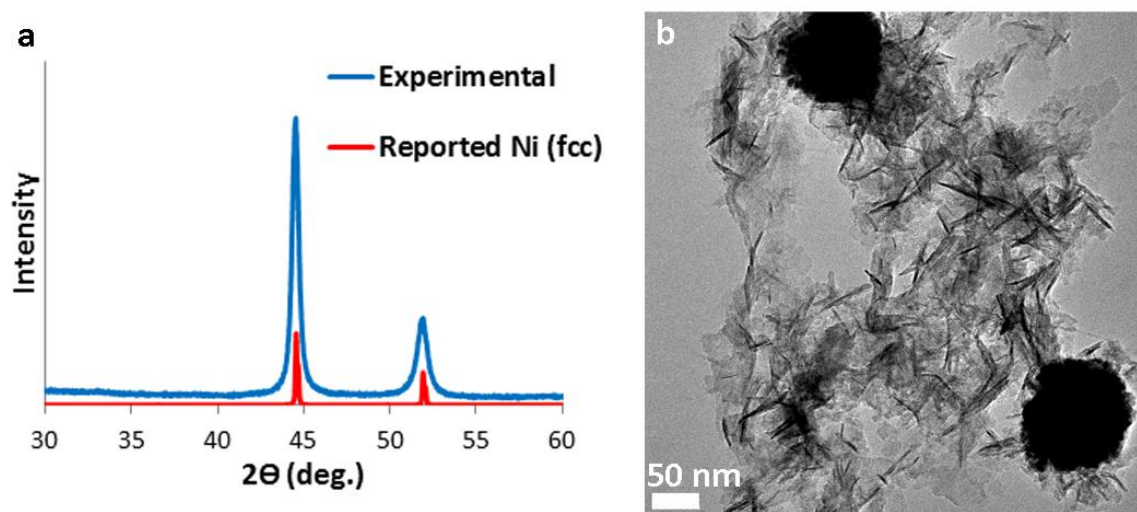 a
Experimental
Reported Ni (fcc)
Intensity
30 35 40 45 50 55 60
2Θ (deg.)
b
50 nm